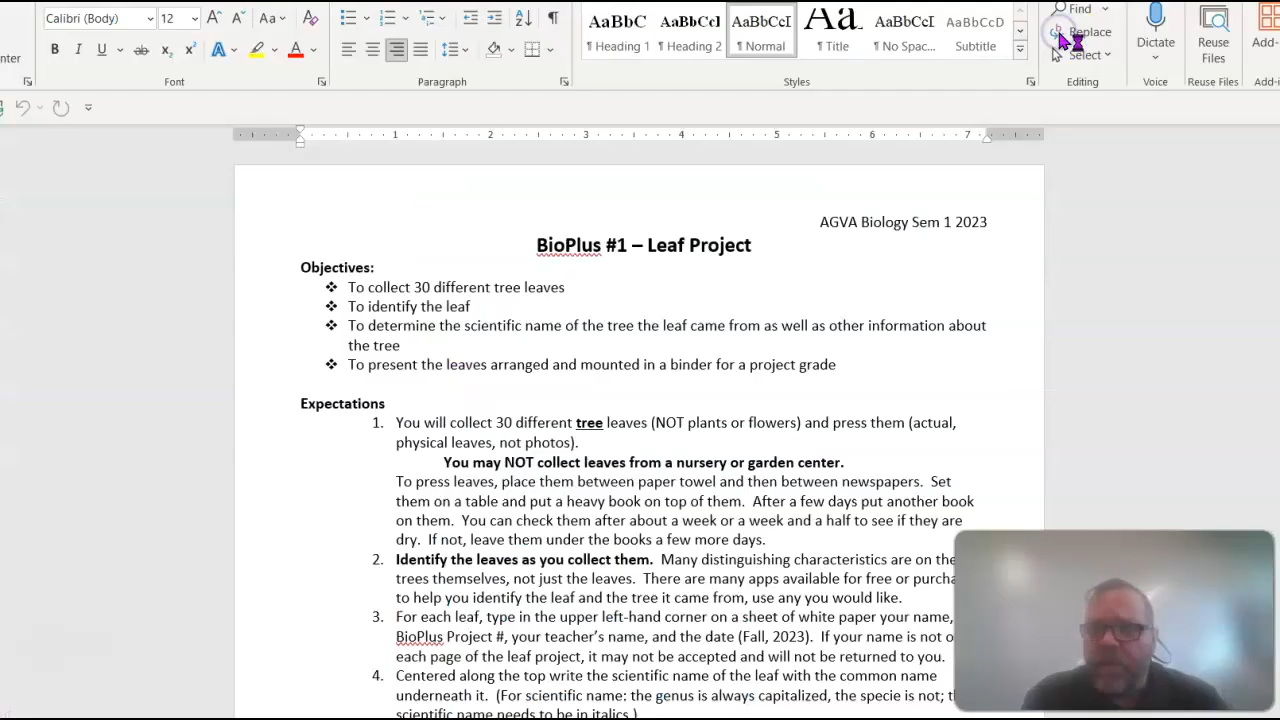 Calibri (Body) 12
Aa
AaBbC AaBbCcI AaBbCcI AaBbCcI AaBbCcD
¶ Heading 1 ¶ Heading 2 ¶ Normal ¶ Title ¶ No Spac... Subtitle
Find
Replace
Select
Dictate
Reuse
Files
Add-
nter
Font Paragraph Styles Editing Voice Reuse Files Add-i
1 2 3 4 5 6 7
AGVA Biology Sem 1 2023
BioPlus #1 – Leaf Project
Objectives:
❖ To collect 30 different tree leaves
❖ To identify the leaf
❖ To determine the scientific name of the tree the leaf came from as well as other information about
the tree
❖ To present the leaves arranged and mounted in a binder for a project grade
Expectations
1. You will collect 30 different tree leaves (NOT plants or flowers) and press them (actual,
physical leaves, not photos).
You may NOT collect leaves from a nursery or garden center.
To press leaves, place them between paper towel and then between newspapers. Set
them on a table and put a heavy book on top of them. After a few days put another book
on them. You can check them after about a week or a week and a half to see if they are
dry. If not, leave them under the books a few more days.
2. Identify the leaves as you collect them. Many distinguishing characteristics are on the
trees themselves, not just the leaves. There are many apps available for free or purcha
to help you identify the leaf and the tree it came from, use any you would like.
3. For each leaf, type in the upper left-hand corner on a sheet of white paper your name,
BioPlus Project #, your teacher's name, and the date (Fall, 2023). If your name is not o
each page of the leaf project, it may not be accepted and will not be returned to you.
4. Centered along the top write the scientific name of the leaf with the common name
underneath it. (For scientific name: the genus is always capitalized, the specie is not; t
scientific name needs to be in italics.)